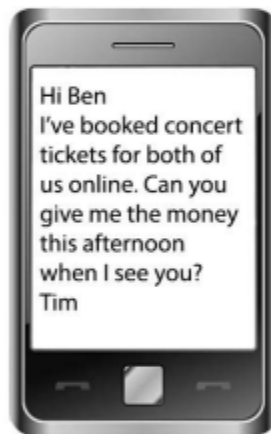 Hi Ben
I've booked concert
tickets for both of
us online. Can you
give me the money
this afternoon
when I see you?
Tim